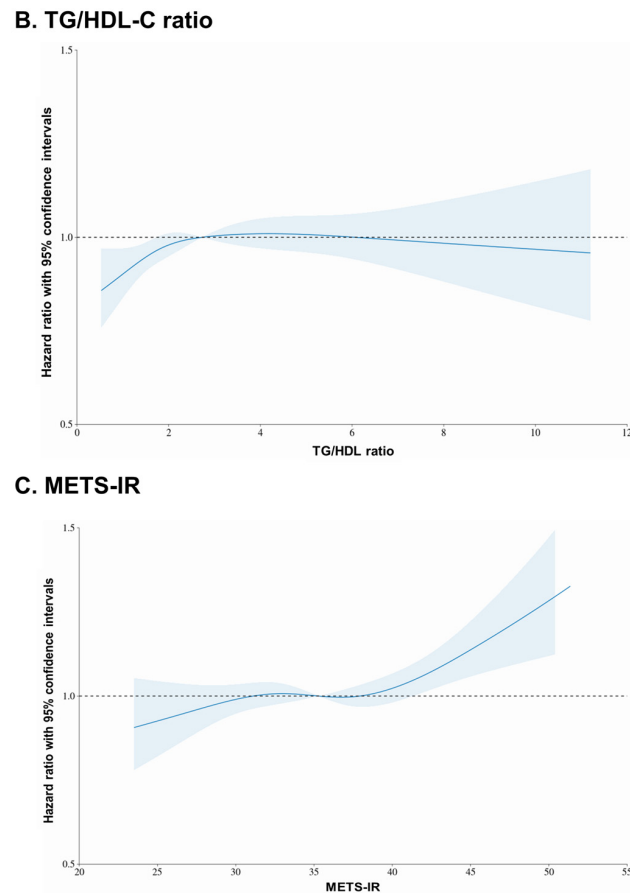 B. TG/HDL-C ratio
1.5
1.0
0.5
Hazard ratio with 95% confidence intervals
0 2 4 6 8 10 12
TG/HDL ratio
C. METS-IR
1.5
1.0
0.5
Hazard ratio with 95% confidence intervals
20 25 30 35 40 45 50 55
METS-IR